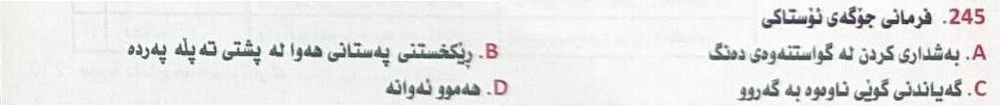 245. فرمانی جۆگەی ئۆستاکی
A. بەشداری کردن لە گواستنەوەی دەنگ
B. ڕێکخستنی پەستانی هەوا لە پشتی تەپڵە پەردە
C. گەیاندنی گوێی ناوەوە بە گەروو
D. هەموو ئەوانە